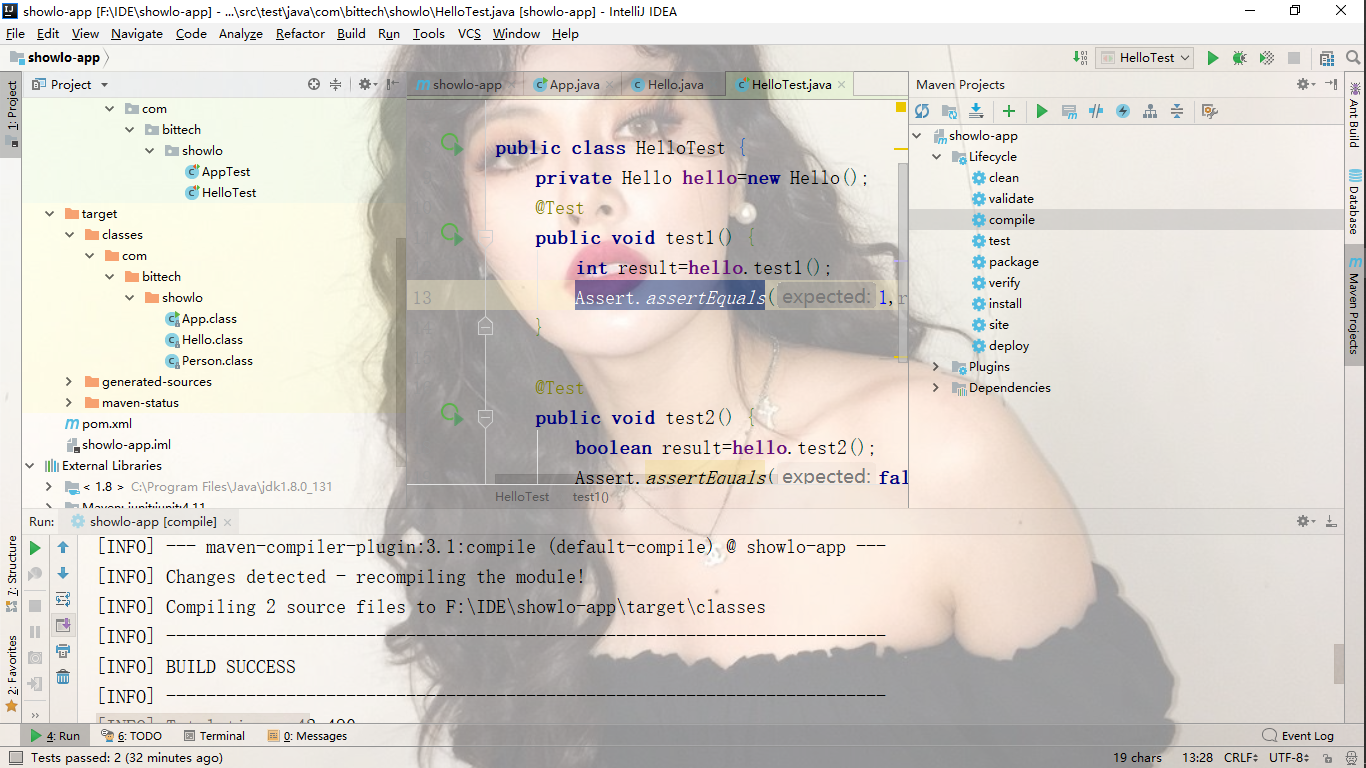 showlo-app [F:\IDE\showlo-app] - ...\src\test\java\com\bittech\showlo\HelloTest.java [showlo-app] - IntelliJ IDEA
File Edit View Navigate Code Analyze Refactor Build Run Tools VCS Window Help
showlo-app
HelloTest
1: Project
Project
com
bittech
showlo
AppTest
HelloTest
target
classes
com
bittech
showlo
App.class
Hello.class
Person.class
generated-sources
maven-status
pom.xml
showlo-app.iml
External Libraries
< 1.8 > C:\Program Files\Java\jdk1.8.0_131
Maven: junit:junit:4.11
showlo-app App.java Hello.java HelloTest.java
public class HelloTest {
private Hello hello=new Hello();
@Test
public void test1() {
int result=hello.test1();
13 Assert.assertEquals( expected: 1,r
}
@Test
public void test2() {
boolean result=hello.test2();
Assert.assertEquals( expected: fal
HelloTest test1()
Maven Projects
showlo-app
Lifecycle
clean
validate
compile
test
package
verify
install
site
deploy
Plugins
Dependencies
Ant Build
Database
Maven Projects
Run: showlo-app [compile]
[INFO] --- maven-compiler-plugin:3.1:compile (default-compile) @ showlo-app ---
[INFO] Changes detected - recompiling the module!
[INFO] Compiling 2 source files to F:\IDE\showlo-app\target\classes
[INFO] ------------------------------------------------------------------------
[INFO] BUILD SUCCESS
[INFO] ------------------------------------------------------------------------
7: Structure
2: Favorites
4: Run 6: TODO Terminal 0: Messages Event Log
Tests passed: 2 (32 minutes ago) 19 chars 13:28 CRLF UTF-8